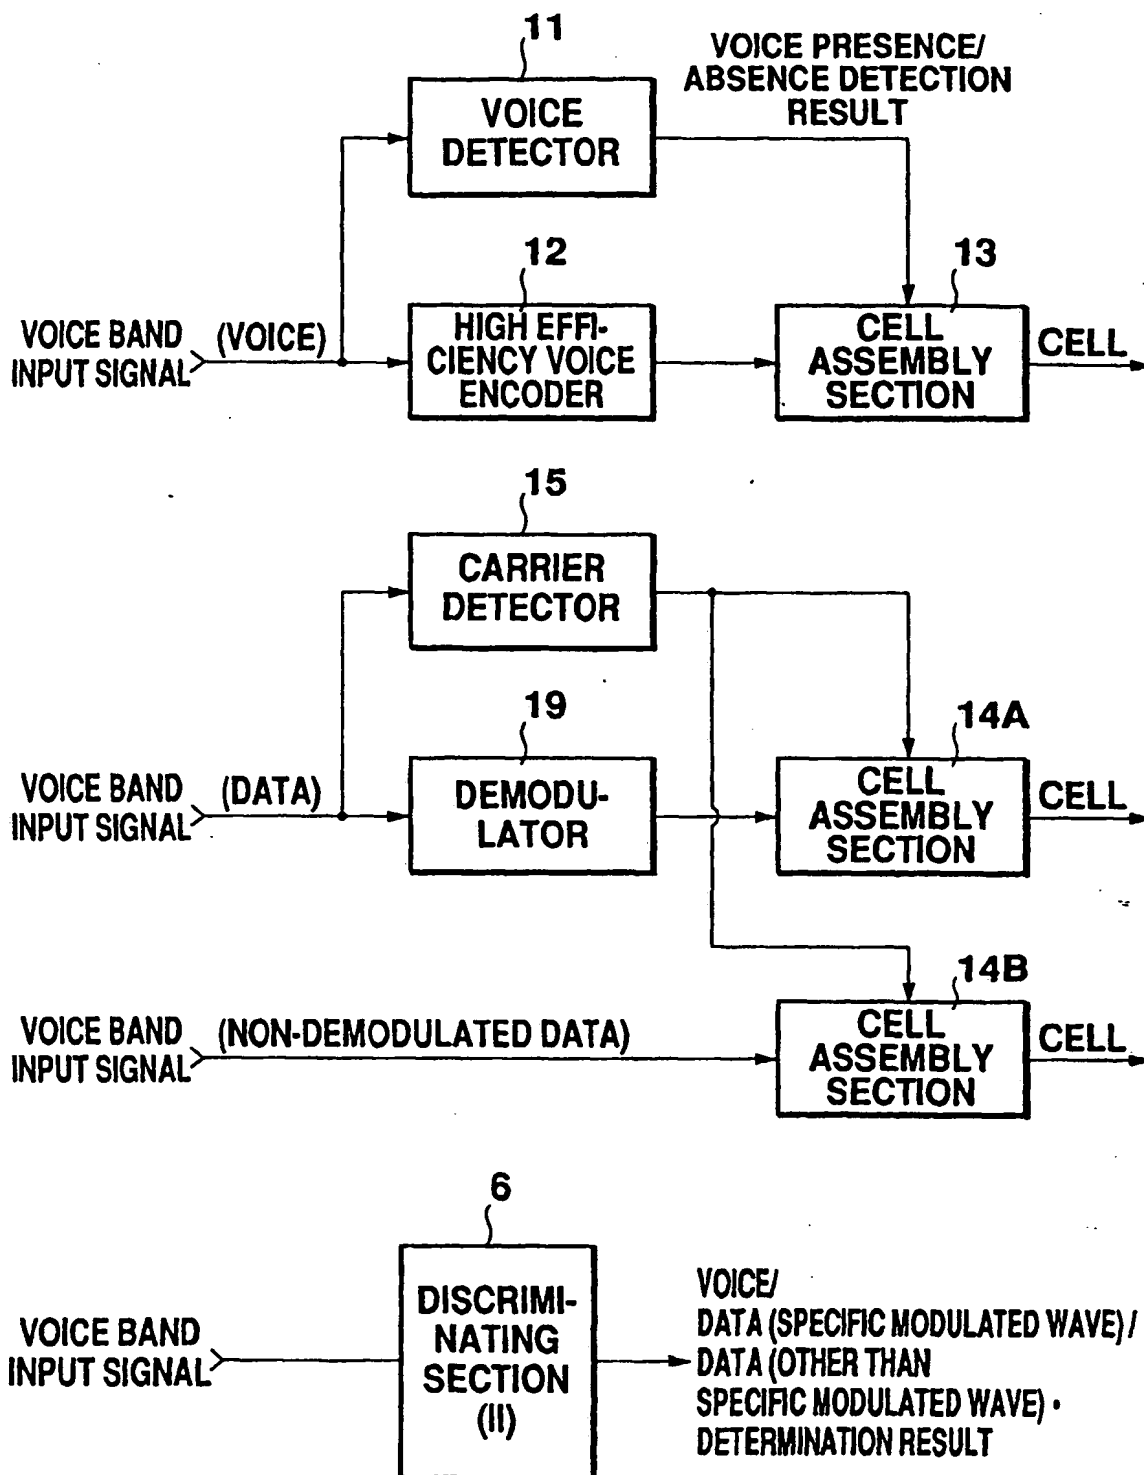 11
VOICE PRESENCE/
ABSENCE DETECTION
RESULT
VOICE
DETECTOR
12
13
VOICE BAND
INPUT SIGNAL
(VOICE)
HIGH EFFI-
CIENCY VOICE
ENCODER
CELL
ASSEMBLY
SECTION
CELL
15
CARRIER
DETECTOR
19
14A
VOICE BAND
INPUT SIGNAL
(DATA)
DEMODU-
LATOR
CELL
ASSEMBLY
SECTION
CELL
14B
VOICE BAND
INPUT SIGNAL
(NON-DEMODULATED DATA)
CELL
ASSEMBLY
SECTION
CELL
6
VOICE BAND
INPUT SIGNAL
DISCRIMI-
NATING
SECTION
(II)
VOICE/
DATA (SPECIFIC MODULATED WAVE) /
DATA (OTHER THAN
SPECIFIC MODULATED WAVE) •
DETERMINATION RESULT